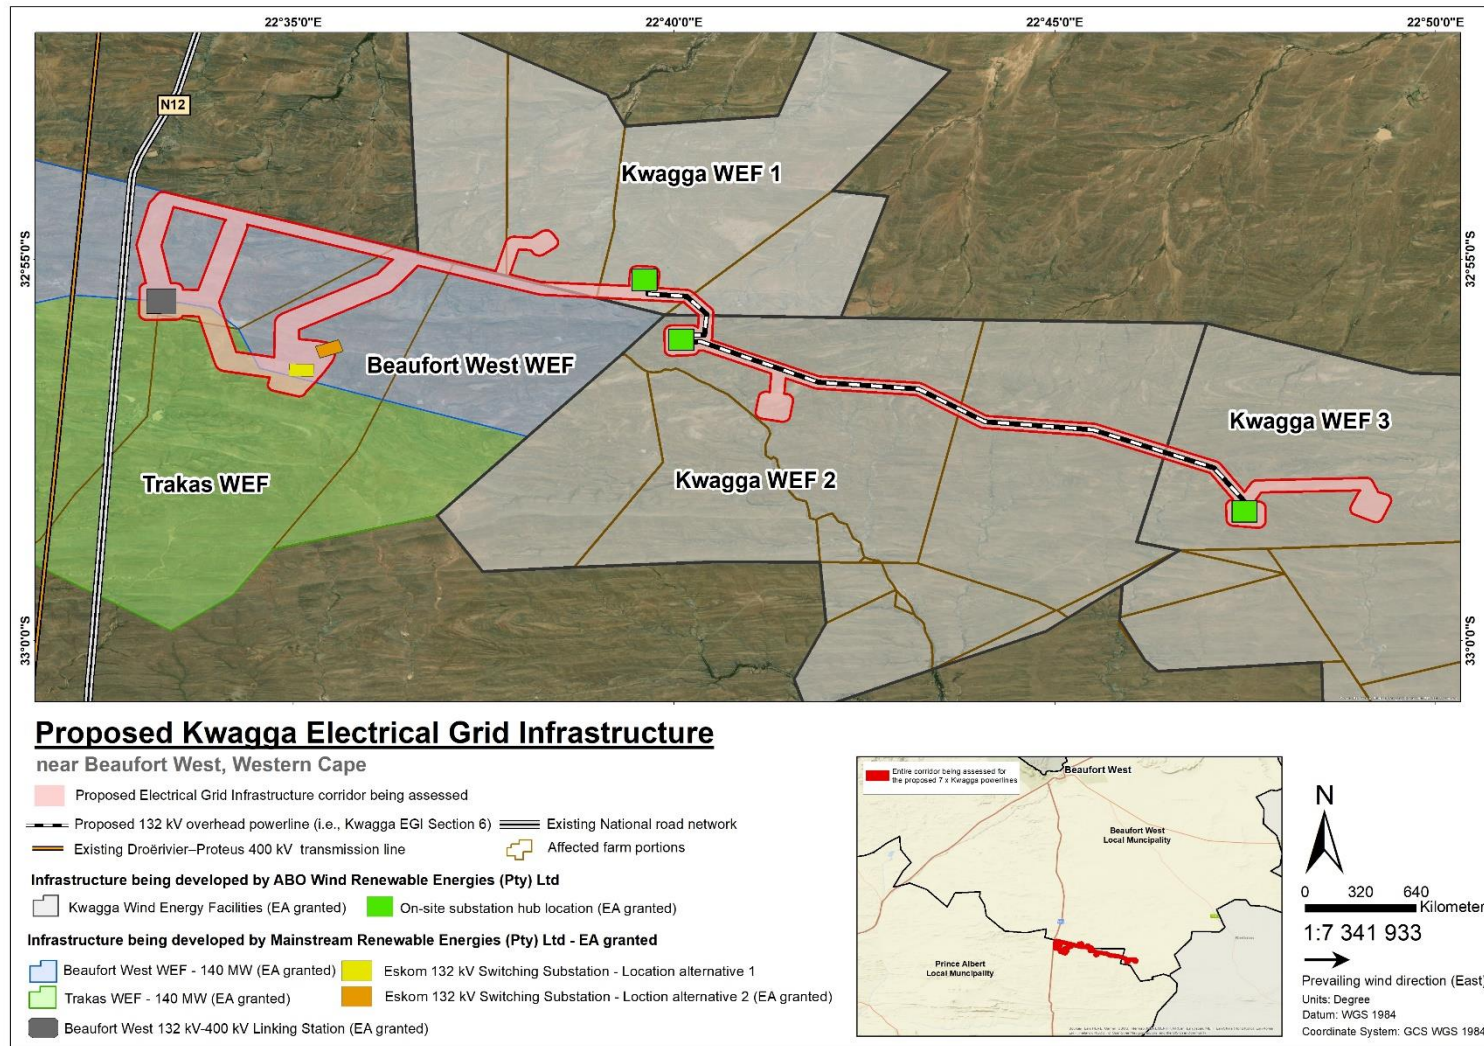 22°35'0"E 22°40'0"E 22°45'0"E 22°50'0"E
N12
Kwagga WEF 1
32°55'0"S
32°55'0"S
Beaufort West WEF
Kwagga WEF 3
Trakas WEF
Kwagga WEF 2
33°0'0"S
33°0'0"S
Proposed Kwagga Electrical Grid Infrastructure
near Beaufort West, Western Cape
Proposed Electrical Grid Infrastructure corridor being assessed
Proposed 132 kV overhead powerline (i.e., Kwagga EGI Section 6)
Existing National road network
Existing Droërivier–Proteus 400 kV transmission line
Affected farm portions
Infrastructure being developed by ABO Wind Renewable Energies (Pty) Ltd
Kwagga Wind Energy Facilities (EA granted)
On-site substation hub location (EA granted)
Infrastructure being developed by Mainstream Renewable Energies (Pty) Ltd - EA granted
Beaufort West WEF - 140 MW (EA granted)
Eskom 132 kV Switching Substation - Location alternative 1
Trakas WEF - 140 MW (EA granted)
Eskom 132 kV Switching Substation - Loction alternative 2 (EA granted)
Beaufort West 132 kV-400 kV Linking Station (EA granted)
Entire corridor being assessed for
the proposed 7 x Kwagga powerlines
Beaufort West
Beaufort West
Local Muncipality
Prince Albert
Local Muncipality
N
0 320 640
Kilometer
1:7 341 933
Prevailing wind direction (East)
Units: Degree
Datum: WGS 1984
Coordinate System: GCS WGS 1984